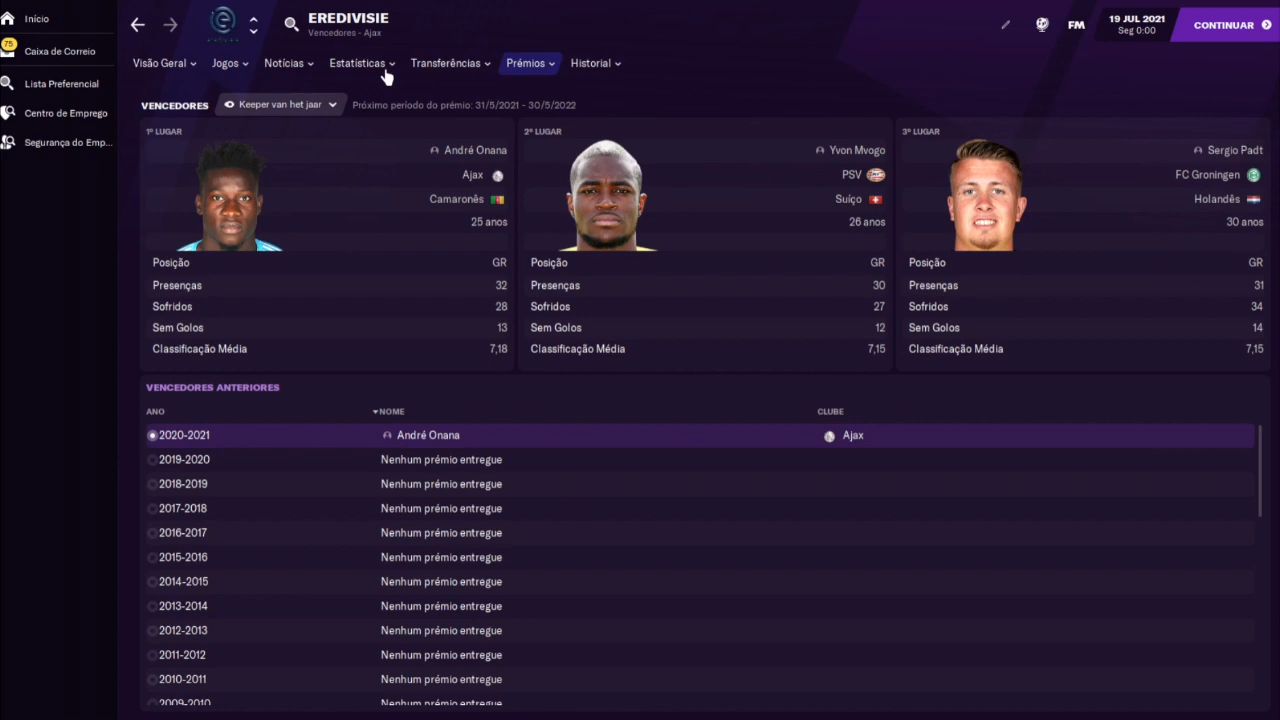 Início
75
Caixa de Correio
Lista Preferencial
Centro de Emprego
Segurança do Emp...
EREDIVISIE
Vencedores - Ajax
FM
19 JUL 2021
Seg 0:00
CONTINUAR
Visão Geral
Jogos
Notícias
Estatísticas
Transferências
Prémios
Historial
VENCEDORES
Keeper van het jaar
Próximo período do prémio: 31/5/2021 - 30/5/2022
1º LUGAR
André Onana
Ajax
Camaronês
25 anos
Posição GR
Presenças 32
Sofridos 28
Sem Golos 13
Classificação Média 7,18
2º LUGAR
Yvon Mvogo
PSV
Suíço
26 anos
Posição GR
Presenças 30
Sofridos 27
Sem Golos 12
Classificação Média 7,15
3º LUGAR
Sergio Padt
FC Groningen
Holandês
30 anos
Posição GR
Presenças 31
Sofridos 34
Sem Golos 14
Classificação Média 7,15
VENCEDORES ANTERIORES
ANO NOME CLUBE
2020-2021 André Onana Ajax
2019-2020 Nenhum prémio entregue
2018-2019 Nenhum prémio entregue
2017-2018 Nenhum prémio entregue
2016-2017 Nenhum prémio entregue
2015-2016 Nenhum prémio entregue
2014-2015 Nenhum prémio entregue
2013-2014 Nenhum prémio entregue
2012-2013 Nenhum prémio entregue
2011-2012 Nenhum prémio entregue
2010-2011 Nenhum prémio entregue
2009-2010 Nenhum prémio entregue